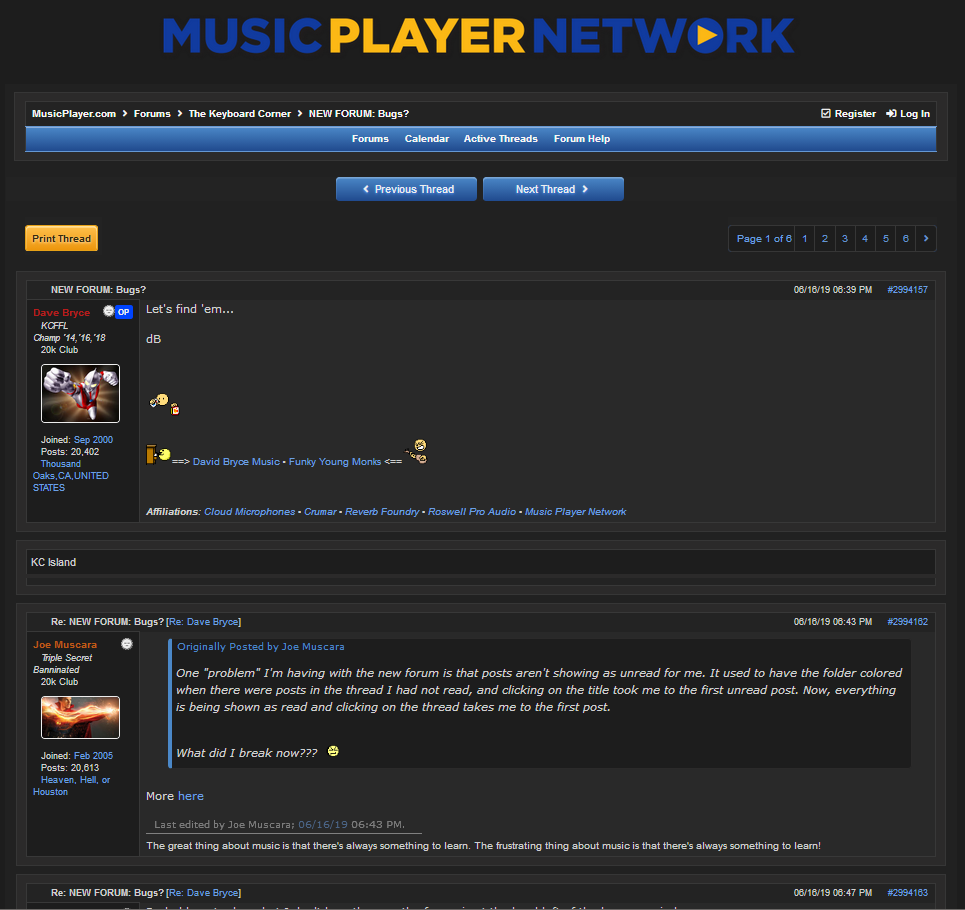 MUSIC PLAYER NETWORK
MusicPlayer.com > Forums > The Keyboard Corner > NEW FORUM: Bugs?
Register Log In
Forums Calendar Active Threads Forum Help
Previous Thread Next Thread
Print Thread
Page 1 of 6 1 2 3 4 5 6 >
NEW FORUM: Bugs? 06/16/19 06:39 PM #2994157
Dave Bryce OP
KCFFL
Champ '14,'16,'18
20k Club
Joined: Sep 2000
Posts: 20,402
Thousand
Oaks,CA,UNITED
STATES
Let's find 'em...
dB
==> David Bryce Music • Funky Young Monks <==
Affiliations: Cloud Microphones • Crumar • Reverb Foundry • Roswell Pro Audio • Music Player Network
KC Island
Re: NEW FORUM: Bugs? [Re: Dave Bryce] 06/16/19 06:43 PM #2994162
Joe Muscara
Triple Secret
Banninated
20k Club
Joined: Feb 2005
Posts: 20,613
Heaven, Hell, or
Houston
Originally Posted by Joe Muscara
One "problem" I'm having with the new forum is that posts aren't showing as unread for me. It used to have the folder colored
when there were posts in the thread I had not read, and clicking on the title took me to the first unread post. Now, everything
is being shown as read and clicking on the thread takes me to the first post.
What did I break now???
More here
Last edited by Joe Muscara; 06/16/19 06:43 PM.
The great thing about music is that there's always something to learn. The frustrating thing about music is that there's always something to learn!
Re: NEW FORUM: Bugs? [Re: Dave Bryce] 06/16/19 06:47 PM #2994163